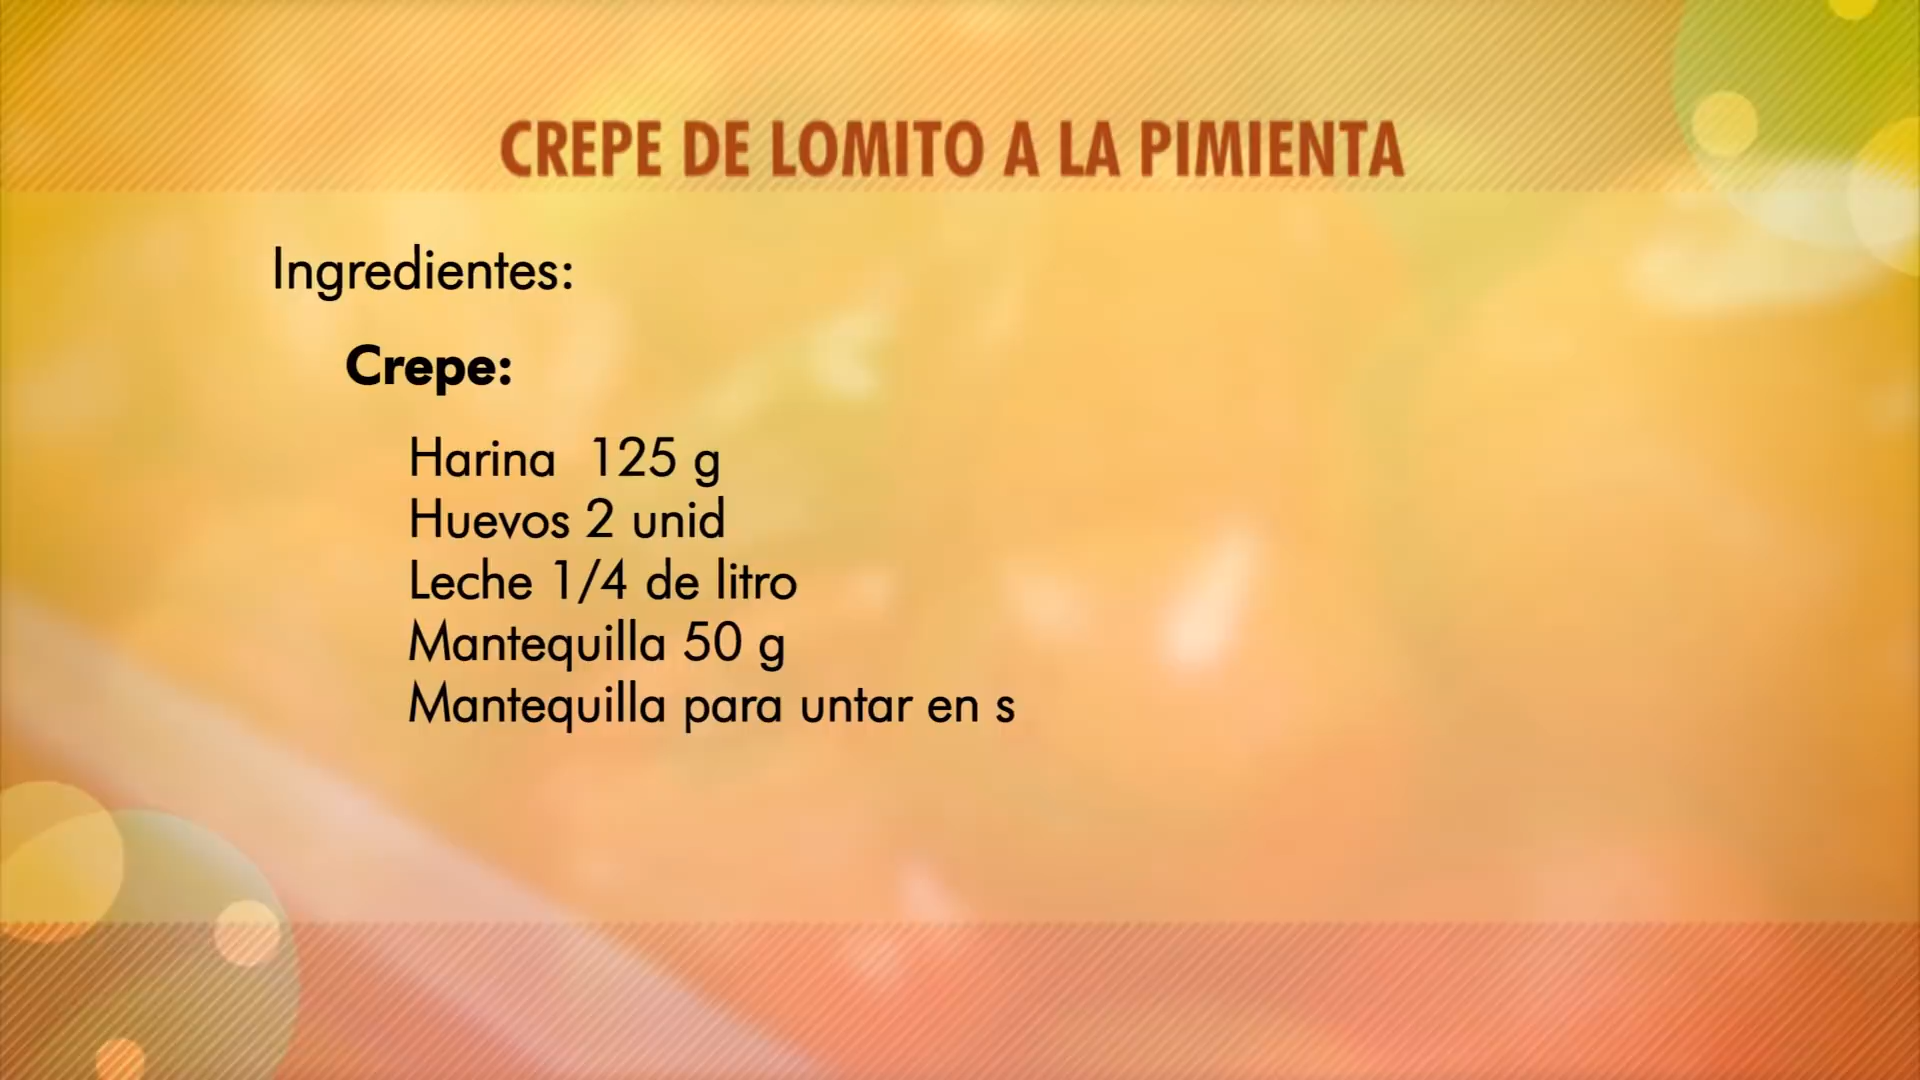 CREPE DE LOMITO A LA PIMIENTA
Ingredientes:
Crepe:
Harina  125 g
Huevos 2 unid
Leche 1/4 de litro
Mantequilla 50 g
Mantequilla para untar en s